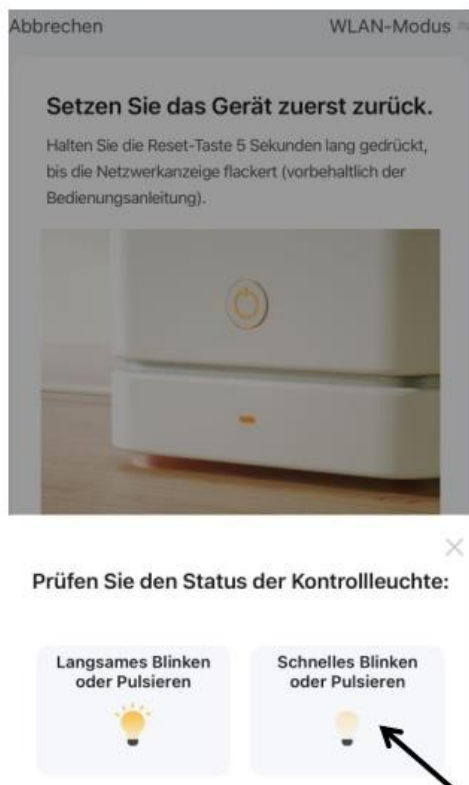 Abbrechen WLAN-Modus
Setzen Sie das Gerät zuerst zurück.
Halten Sie die Reset-Taste 5 Sekunden lang gedrückt,
bis die Netzwerkanzeige flackert (vorbehaltlich der
Bedienungsanleitung).
Prüfen Sie den Status der Kontrollleuchte:
Langsames Blinken
oder Pulsieren
Schnelles Blinken
oder Pulsieren